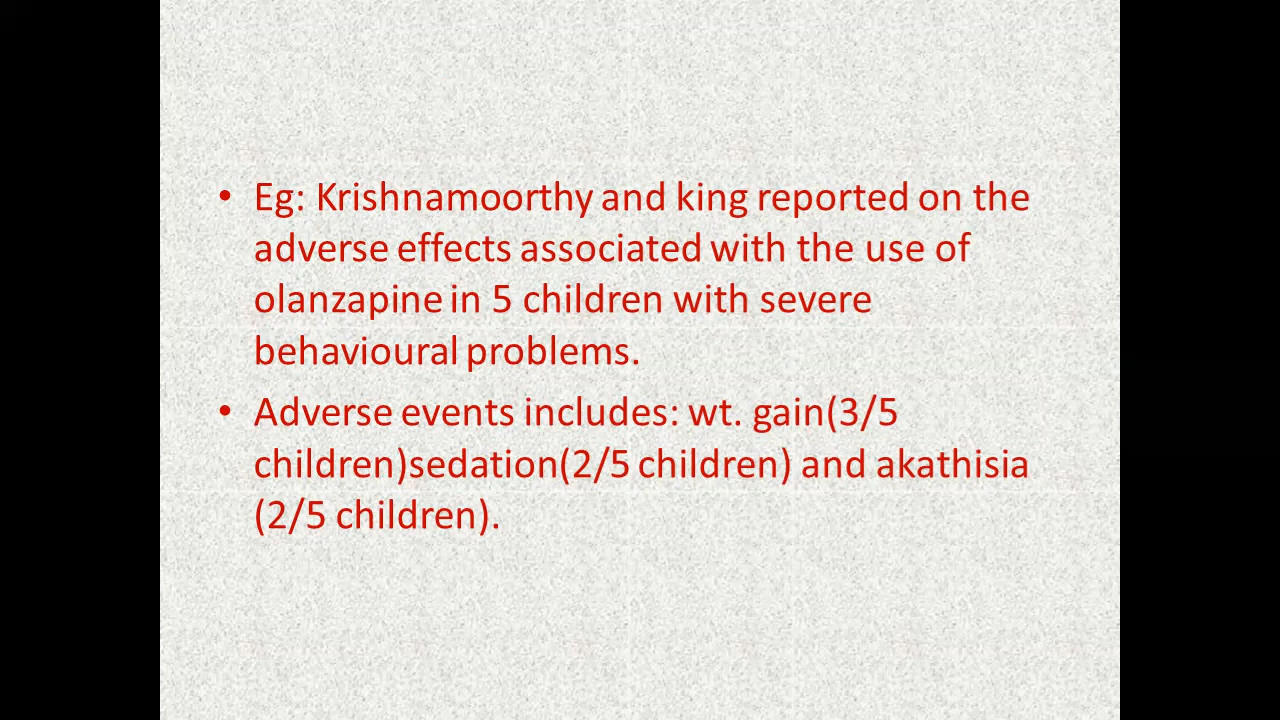 • Eg: Krishnamoorthy and king reported on the
adverse effects associated with the use of
olanzapine in 5 children with severe
behavioural problems.
• Adverse events includes: wt. gain(3/5
children)sedation(2/5 children) and akathisia
(2/5 children).